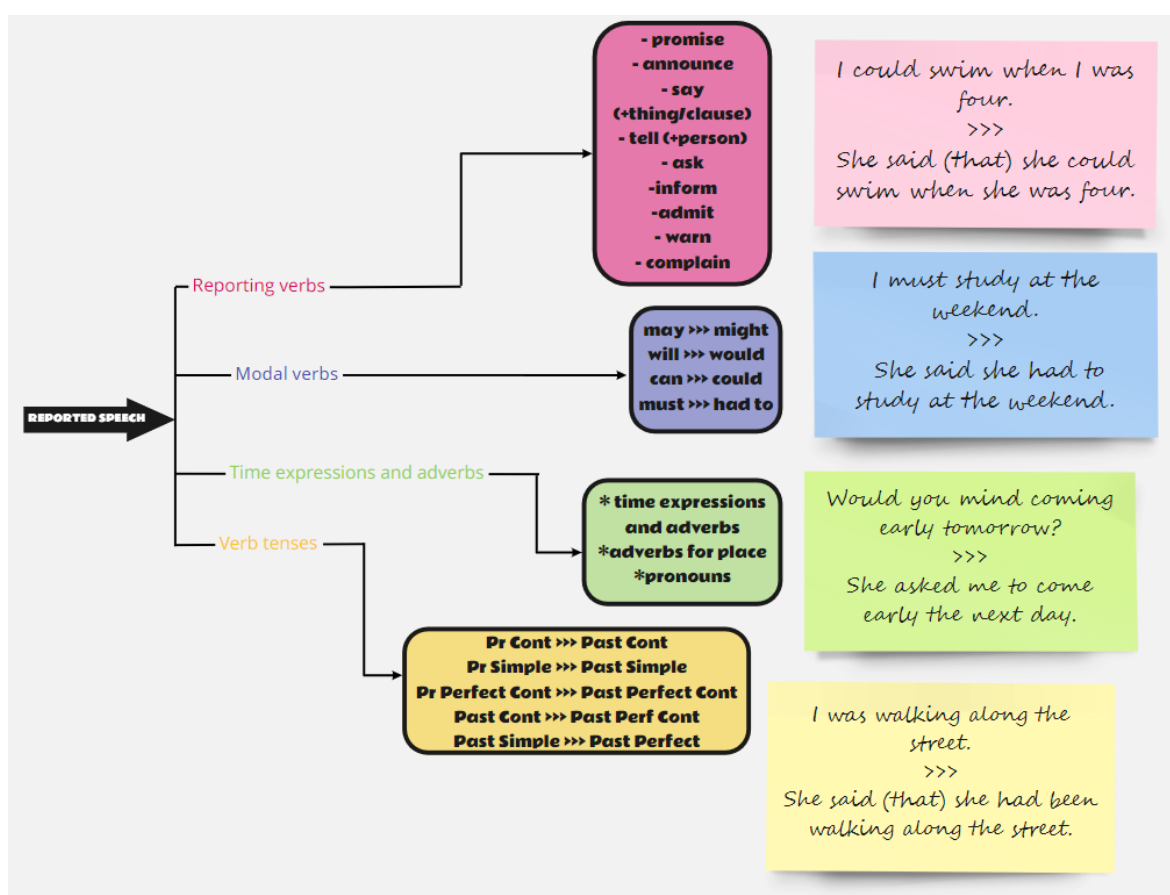 REPORTED SPEECH
Reporting verbs
- promise
- announce
- say
(+thing/clause)
- tell (+person)
- ask
-inform
-admit
- warn
- complain
I could swim when I was
four.
>>>
She said (that) she could
swim when she was four.
Modal verbs
may >>> might
will >>> would
can >>> could
must >>> had to
I must study at the
weekend.
>>>
She said she had to
study at the weekend.
Time expressions and adverbs
* time expressions
and adverbs
*adverbs for place
*pronouns
Would you mind coming
early tomorrow?
>>>
She asked me to come
early the next day.
Verb tenses
Pr Cont >>> Past Cont
Pr Simple >>> Past Simple
Pr Perfect Cont >>> Past Perfect Cont
Past Cont >>> Past Perf Cont
Past Simple >>> Past Perfect
I was walking along the
street.
>>>
She said (that) she had been
walking along the street.